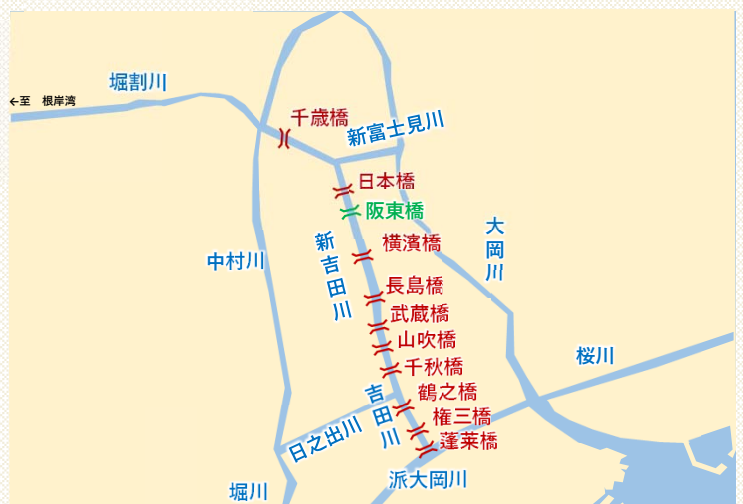 堀割川
←至　根岸湾
千歳橋
新富士見川
日本橋
阪東橋
大岡川
新吉田川
横濱橋
中村川
長島橋
武蔵橋
山吹橋
桜川
千秋橋
鶴之橋
吉田川
権三橋
日之出川
蓬莱橋
派大岡川
堀川